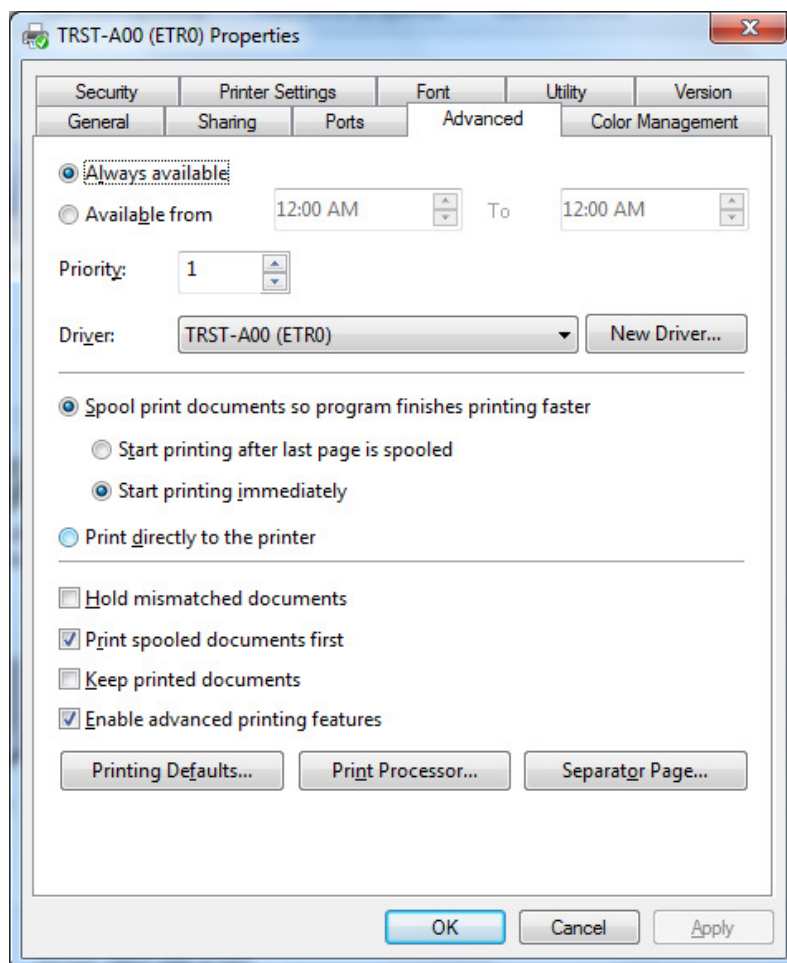 TRST-A00 (ETR0) Properties
Security Printer Settings Font Utility Version
General Sharing Ports Advanced Color Management
Always available
Available from 12:00 AM To 12:00 AM
Priority: 1
Driver: TRST-A00 (ETR0) New Driver...
Spool print documents so program finishes printing faster
Start printing after last page is spooled
Start printing immediately
Print directly to the printer
Hold mismatched documents
Print spooled documents first
Keep printed documents
Enable advanced printing features
Printing Defaults... Print Processor... Separator Page...
OK Cancel Apply